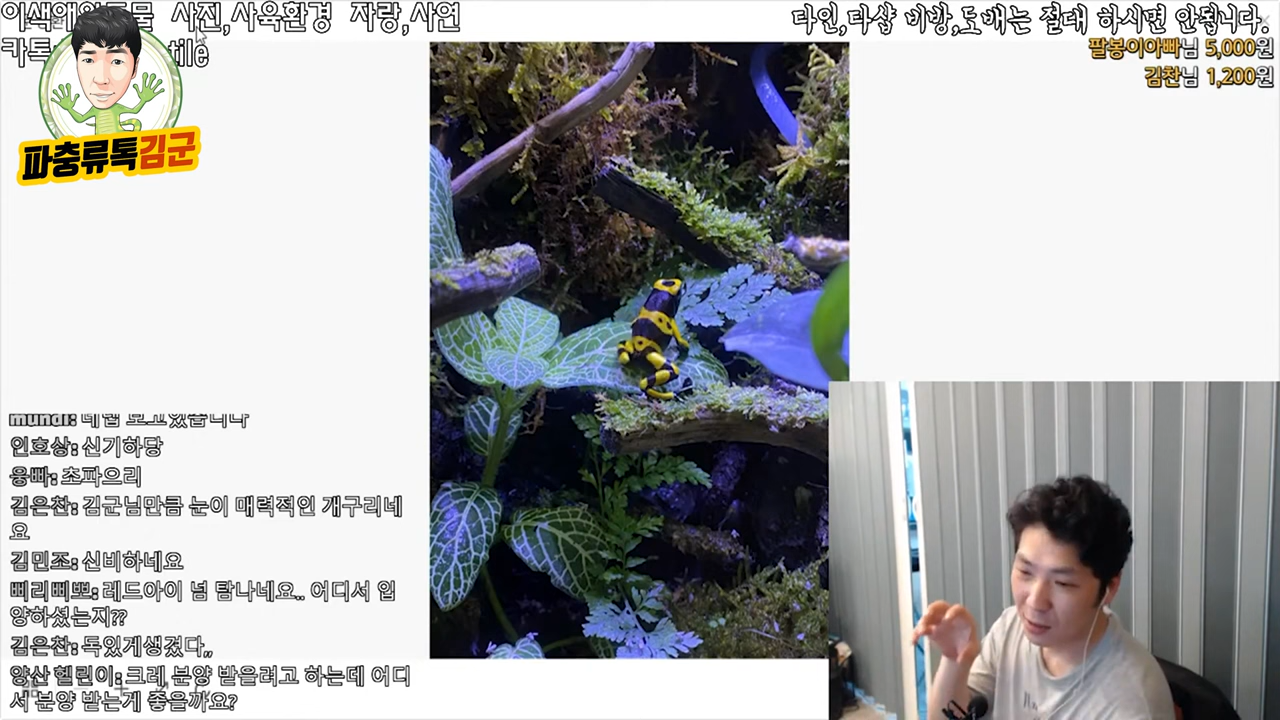 사진,사육환경 자랑,사연
타인,타샵 비방,도배는 절대 하시면 안됩니다.
카톡
tile
팔봉이아빠님 5,000원
김찬님 1,200원
파충류톡김군
인호상: 신기하당
웅빠: 초파으리
김은찬: 김군님만큼 눈이 매력적인 개구리네
요
김민조: 신비하네요
삐리삐뽀: 레드아이 넘 탐나네요.. 어디서 입
양하셨는지??
김은찬: 독있게생겼다,,
양산 헬린이: 크레 분양 받을려고 하는데 어디
서 분양 받는게 좋을까요?